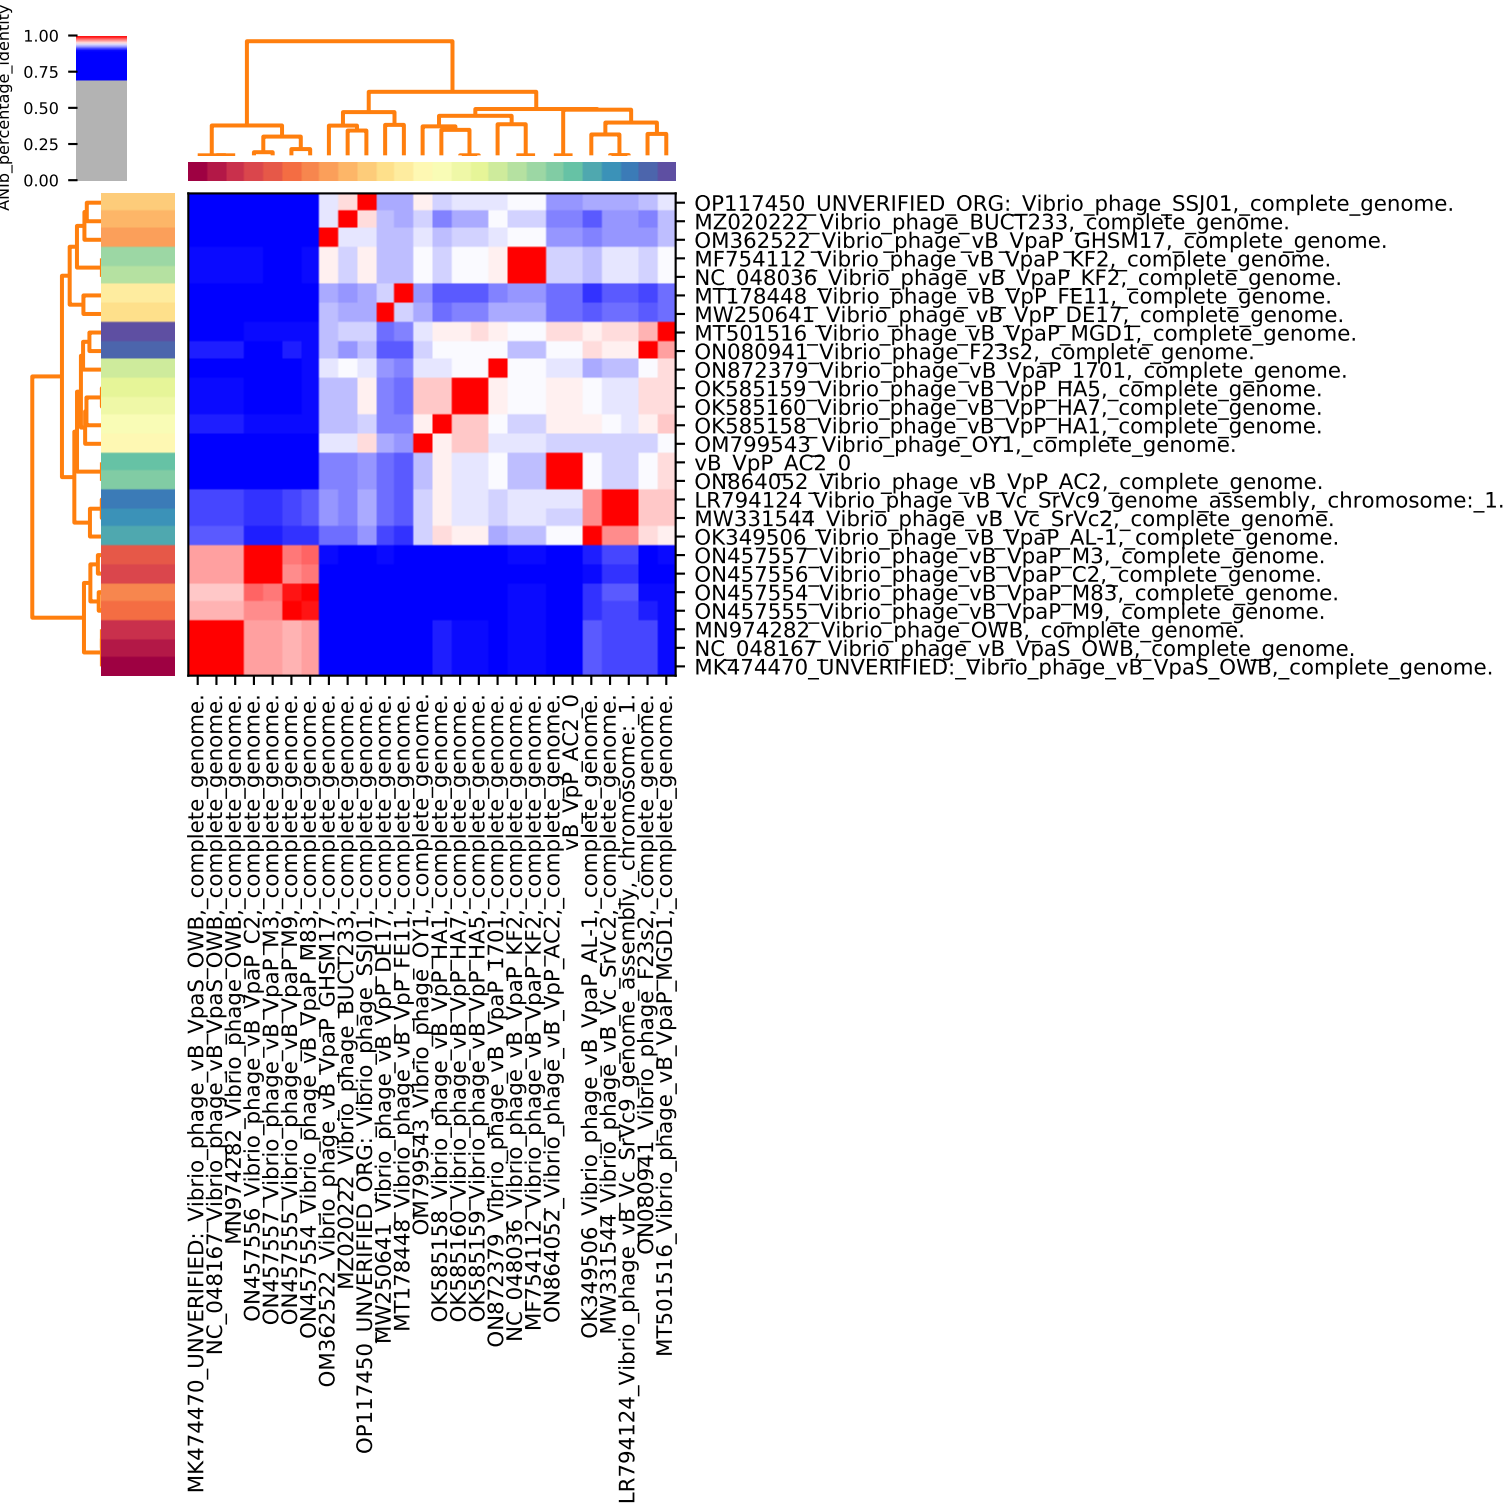 ANIb_percentage_identity
1.00
0.75
0.50
0.25
0.00
OP117450_UNVERIFIED_ORG:_Vibrio_phage_SSJ01,_complete_genome.
MZ020222_Vibrio_phage_BUCT233,_complete_genome.
OM362522_Vibrio_phage_vB_VpaP_GHSM17,_complete_genome.
MF754112_Vibrio_phage_vB_VpaP_KF2,_complete_genome.
NC_048036_Vibrio_phage_vB_VpaP_KF2,_complete_genome.
MT178448_Vibrio_phage_vB_VpP_FE11,_complete_genome.
MW250641_Vibrio_phage_vB_VpP_DE17,_complete_genome.
MT501516_Vibrio_phage_vB_VpaP_MGD1,_complete_genome.
ON080941_Vibrio_phage_F23s2,_complete_genome.
ON872379_Vibrio_phage_vB_VpaP_1701,_complete_genome.
OK585159_Vibrio_phage_vB_VpP_HA5,_complete_genome.
OK585160_Vibrio_phage_vB_VpP_HA7,_complete_genome.
OK585158_Vibrio_phage_vB_VpP_HA1,_complete_genome.
OM799543_Vibrio_phage_OY1,_complete_genome.
vB_VpP_AC2_0
ON864052_Vibrio_phage_vB_VpP_AC2,_complete_genome.
LR794124_Vibrio_phage_vB_Vc_SrVc9_genome_assembly,_chromosome:_1.
MW331544_Vibrio_phage_vB_Vc_SrVc2,_complete_genome.
OK349506_Vibrio_phage_vB_VpaP_AL-1,_complete_genome.
ON457557_Vibrio_phage_vB_VpaP_M3,_complete_genome.
ON457556_Vibrio_phage_vB_VpaP_C2,_complete_genome.
ON457554_Vibrio_phage_vB_VpaP_M83,_complete_genome.
ON457555_Vibrio_phage_vB_VpaP_M9,_complete_genome.
MN974282_Vibrio_phage_OWB,_complete_genome.
NC_048167_Vibrio_phage_vB_VpaS_OWB,_complete_genome.
MK474470_UNVERIFIED:_Vibrio_phage_vB_VpaS_OWB,_complete_genome.
MK474470_UNVERIFIED:_Vibrio_phage_vB_VpaS_OWB,_complete_genome.
NC_048167_Vibrio_phage_vB_VpaS_OWB,_complete_genome.
MN974282_Vibrio_phage_OWB,_complete_genome.
ON457556_Vibrio_phage_vB_VpaP_C2,_complete_genome.
ON457557_Vibrio_phage_vB_VpaP_M3,_complete_genome.
ON457555_Vibrio_phage_vB_VpaP_M9,_complete_genome.
ON457554_Vibrio_phage_vB_VpaP_M83,_complete_genome.
OM362522_Vibrio_phage_vB_VpaP_GHSM17,_complete_genome.
MZ020222_Vibrio_phage_BUCT233,_complete_genome.
OP117450_UNVERIFIED_ORG:_Vibrio_phage_SSJ01,_complete_genome.
MW250641_Vibrio_phage_vB_VpP_DE17,_complete_genome.
MT178448_Vibrio_phage_vB_VpP_FE11,_complete_genome.
OM799543_Vibrio_phage_OY1,_complete_genome.
OK585158_Vibrio_phage_vB_VpP_HA1,_complete_genome.
OK585160_Vibrio_phage_vB_VpP_HA7,_complete_genome.
OK585159_Vibrio_phage_vB_VpP_HA5,_complete_genome.
ON872379_Vibrio_phage_vB_VpaP_1701,_complete_genome.
NC_048036_Vibrio_phage_vB_VpaP_KF2,_complete_genome.
MF754112_Vibrio_phage_vB_VpaP_KF2,_complete_genome.
ON864052_Vibrio_phage_vB_VpP_AC2,_complete_genome.
vB_VpP_AC2_0
OK349506_Vibrio_phage_vB_VpaP_AL-1,_complete_genome.
MW331544_Vibrio_phage_vB_Vc_SrVc2,_complete_genome.
LR794124_Vibrio_phage_vB_Vc_SrVc9_genome_assembly,_chromosome:_1.
ON080941_Vibrio_phage_F23s2,_complete_genome.
MT501516_Vibrio_phage_vB_VpaP_MGD1,_complete_genome.